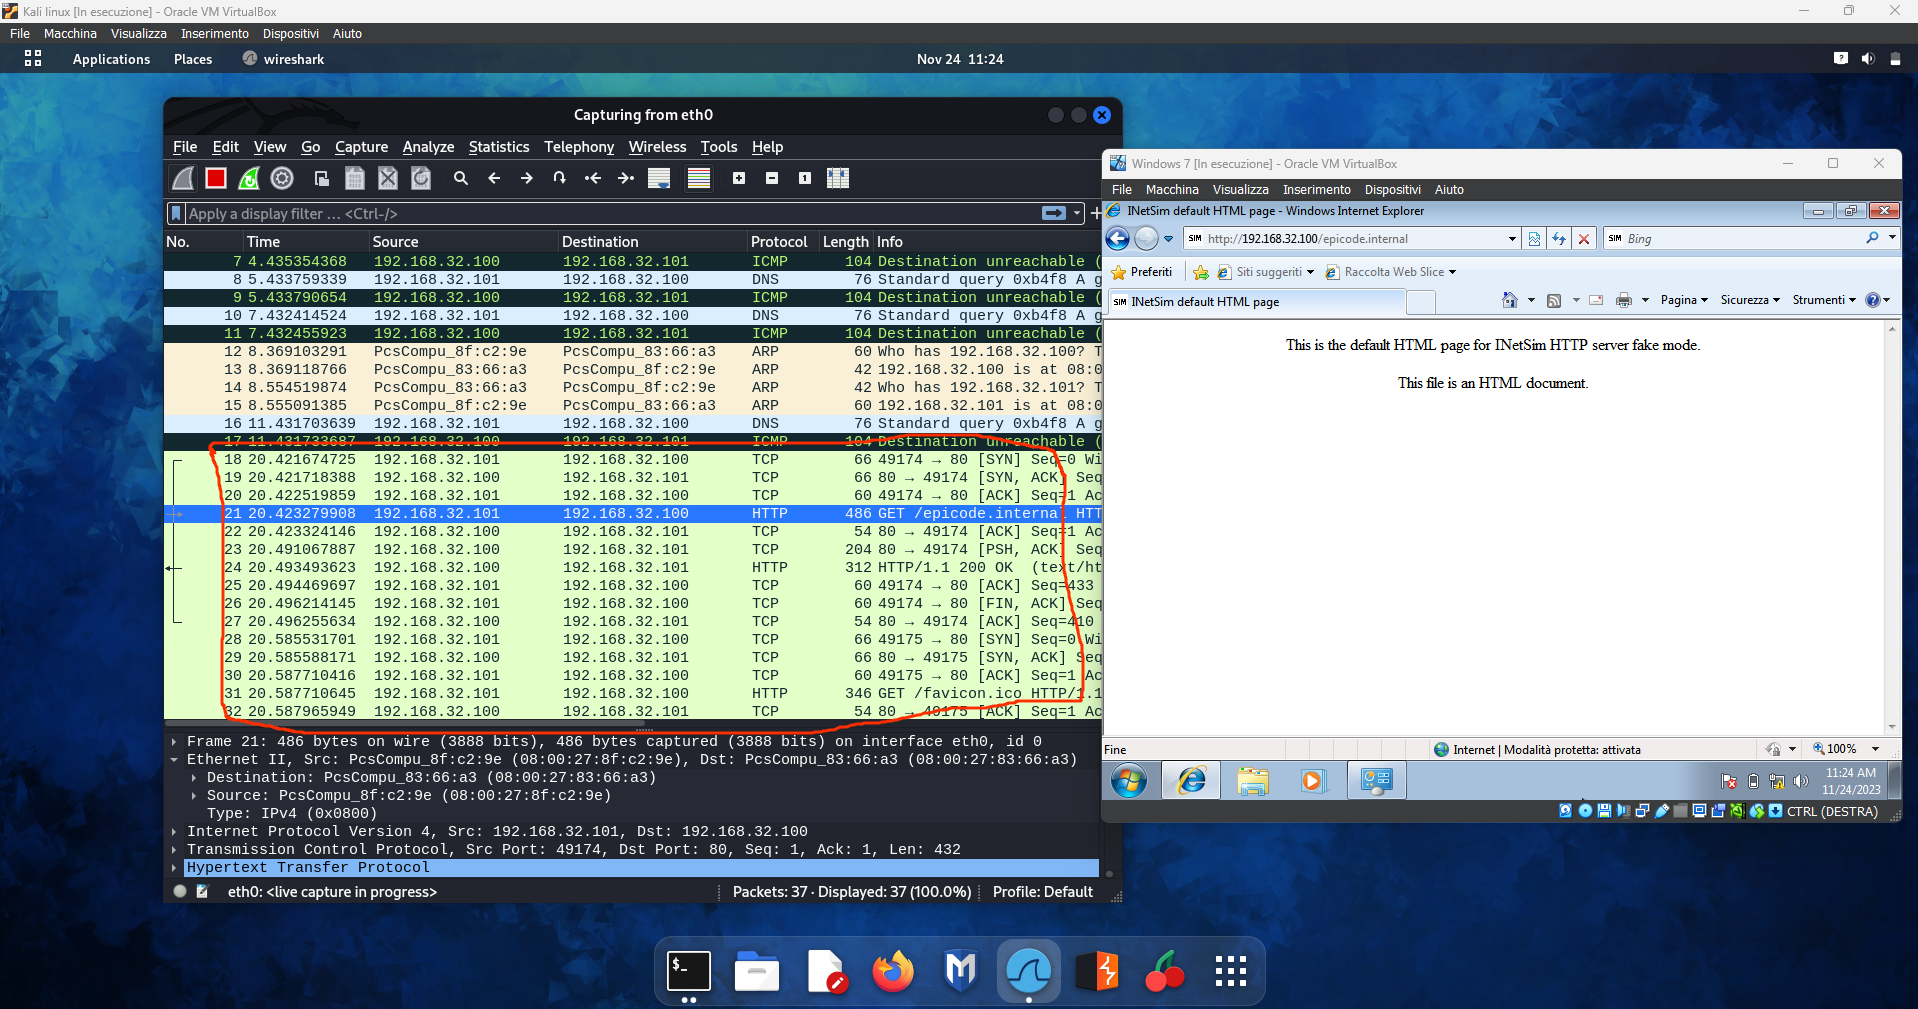 Kali linux [In esecuzione] - Oracle VM VirtualBox
File Macchina Visualizza Inserimento Dispositivi Aiuto
Applications Places wireshark Nov 24 11:24
Capturing from eth0
File Edit View Go Capture Analyze Statistics Telephony Wireless Tools Help
Apply a display filter ... <Ctrl-/>
No. Time Source Destination Protocol Length Info
7 4.435354368 192.168.32.100 192.168.32.101 ICMP 104 Destination unreachable (
8 5.433759339 192.168.32.101 192.168.32.100 DNS 76 Standard query 0xb4f8 A g
9 5.433790654 192.168.32.100 192.168.32.101 ICMP 104 Destination unreachable (
10 7.432414524 192.168.32.101 192.168.32.100 DNS 76 Standard query 0xb4f8 A g
11 7.432455923 192.168.32.100 192.168.32.101 ICMP 104 Destination unreachable (
12 8.369103291 PcsCompu_8f:c2:9e PcsCompu_83:66:a3 ARP 60 Who has 192.168.32.100? T
13 8.369118766 PcsCompu_83:66:a3 PcsCompu_8f:c2:9e ARP 42 192.168.32.100 is at 08:0
14 8.554519874 PcsCompu_83:66:a3 PcsCompu_8f:c2:9e ARP 42 Who has 192.168.32.101? T
15 8.555091385 PcsCompu_8f:c2:9e PcsCompu_83:66:a3 ARP 60 192.168.32.101 is at 08:0
16 11.431703639 192.168.32.101 192.168.32.100 DNS 76 Standard query 0xb4f8 A g
17 11.431733687 192.168.32.100 192.168.32.101 ICMP 104 Destination unreachable (
18 20.421674725 192.168.32.101 192.168.32.100 TCP 66 49174 → 80 [SYN] Seq=0 Wi
19 20.421718388 192.168.32.100 192.168.32.101 TCP 66 80 → 49174 [SYN, ACK] Seq
20 20.422519859 192.168.32.101 192.168.32.100 TCP 60 49174 → 80 [ACK] Seq=1 Ac
21 20.423279908 192.168.32.101 192.168.32.100 HTTP 486 GET /epicode.internal HTT
22 20.423324146 192.168.32.100 192.168.32.101 TCP 54 80 → 49174 [ACK] Seq=1 Ac
23 20.491067887 192.168.32.100 192.168.32.101 TCP 204 80 → 49174 [PSH, ACK] Seq
24 20.493493623 192.168.32.100 192.168.32.101 HTTP 312 HTTP/1.1 200 OK (text/ht
25 20.494469697 192.168.32.101 192.168.32.100 TCP 60 49174 → 80 [ACK] Seq=433
26 20.496214145 192.168.32.101 192.168.32.100 TCP 60 49174 → 80 [FIN, ACK] Seq
27 20.496255634 192.168.32.100 192.168.32.101 TCP 54 80 → 49174 [ACK] Seq=410
28 20.585531701 192.168.32.101 192.168.32.100 TCP 66 49175 → 80 [SYN] Seq=0 Wi
29 20.585588171 192.168.32.100 192.168.32.101 TCP 66 80 → 49175 [SYN, ACK] Seq
30 20.587710416 192.168.32.101 192.168.32.100 TCP 60 49175 → 80 [ACK] Seq=1 Ac
31 20.587710645 192.168.32.101 192.168.32.100 HTTP 346 GET /favicon.ico HTTP/1.1
32 20.587965949 192.168.32.100 192.168.32.101 TCP 54 80 → 49175 [ACK] Seq=1 Ac
Frame 21: 486 bytes on wire (3888 bits), 486 bytes captured (3888 bits) on interface eth0, id 0
Ethernet II, Src: PcsCompu_8f:c2:9e (08:00:27:8f:c2:9e), Dst: PcsCompu_83:66:a3 (08:00:27:83:66:a3)
Destination: PcsCompu_83:66:a3 (08:00:27:83:66:a3)
Source: PcsCompu_8f:c2:9e (08:00:27:8f:c2:9e)
Type: IPv4 (0x0800)
Internet Protocol Version 4, Src: 192.168.32.101, Dst: 192.168.32.100
Transmission Control Protocol, Src Port: 49174, Dst Port: 80, Seq: 1, Ack: 1, Len: 432
Hypertext Transfer Protocol
eth0: <live capture in progress> Packets: 37 · Displayed: 37 (100.0%) Profile: Default
Windows 7 [In esecuzione] - Oracle VM VirtualBox
File Macchina Visualizza Inserimento Dispositivi Aiuto
INetSim default HTML page - Windows Internet Explorer
SIM http://192.168.32.100/epicode.internal SIM Bing
Preferiti Siti suggeriti Raccolta Web Slice
SIM INetSim default HTML page Pagina Sicurezza Strumenti
This is the default HTML page for INetSim HTTP server fake mode.
This file is an HTML document.
Fine Internet | Modalità protetta: attivata 100%
11:24 AM
11/24/2023
CTRL (DESTRA)